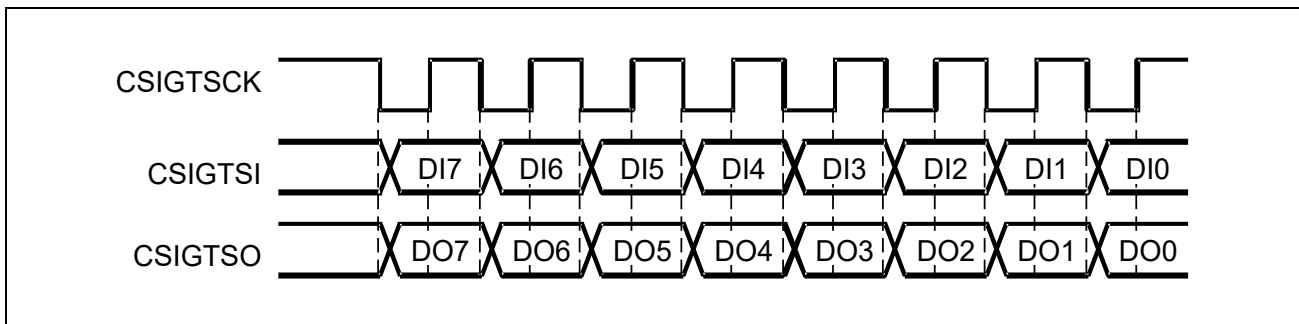 CSIGTSCK
CSIGTSI DI7 DI6 DI5 DI4 DI3 DI2 DI1 DI0
CSIGTSO DO7 DO6 DO5 DO4 DO3 DO2 DO1 DO0